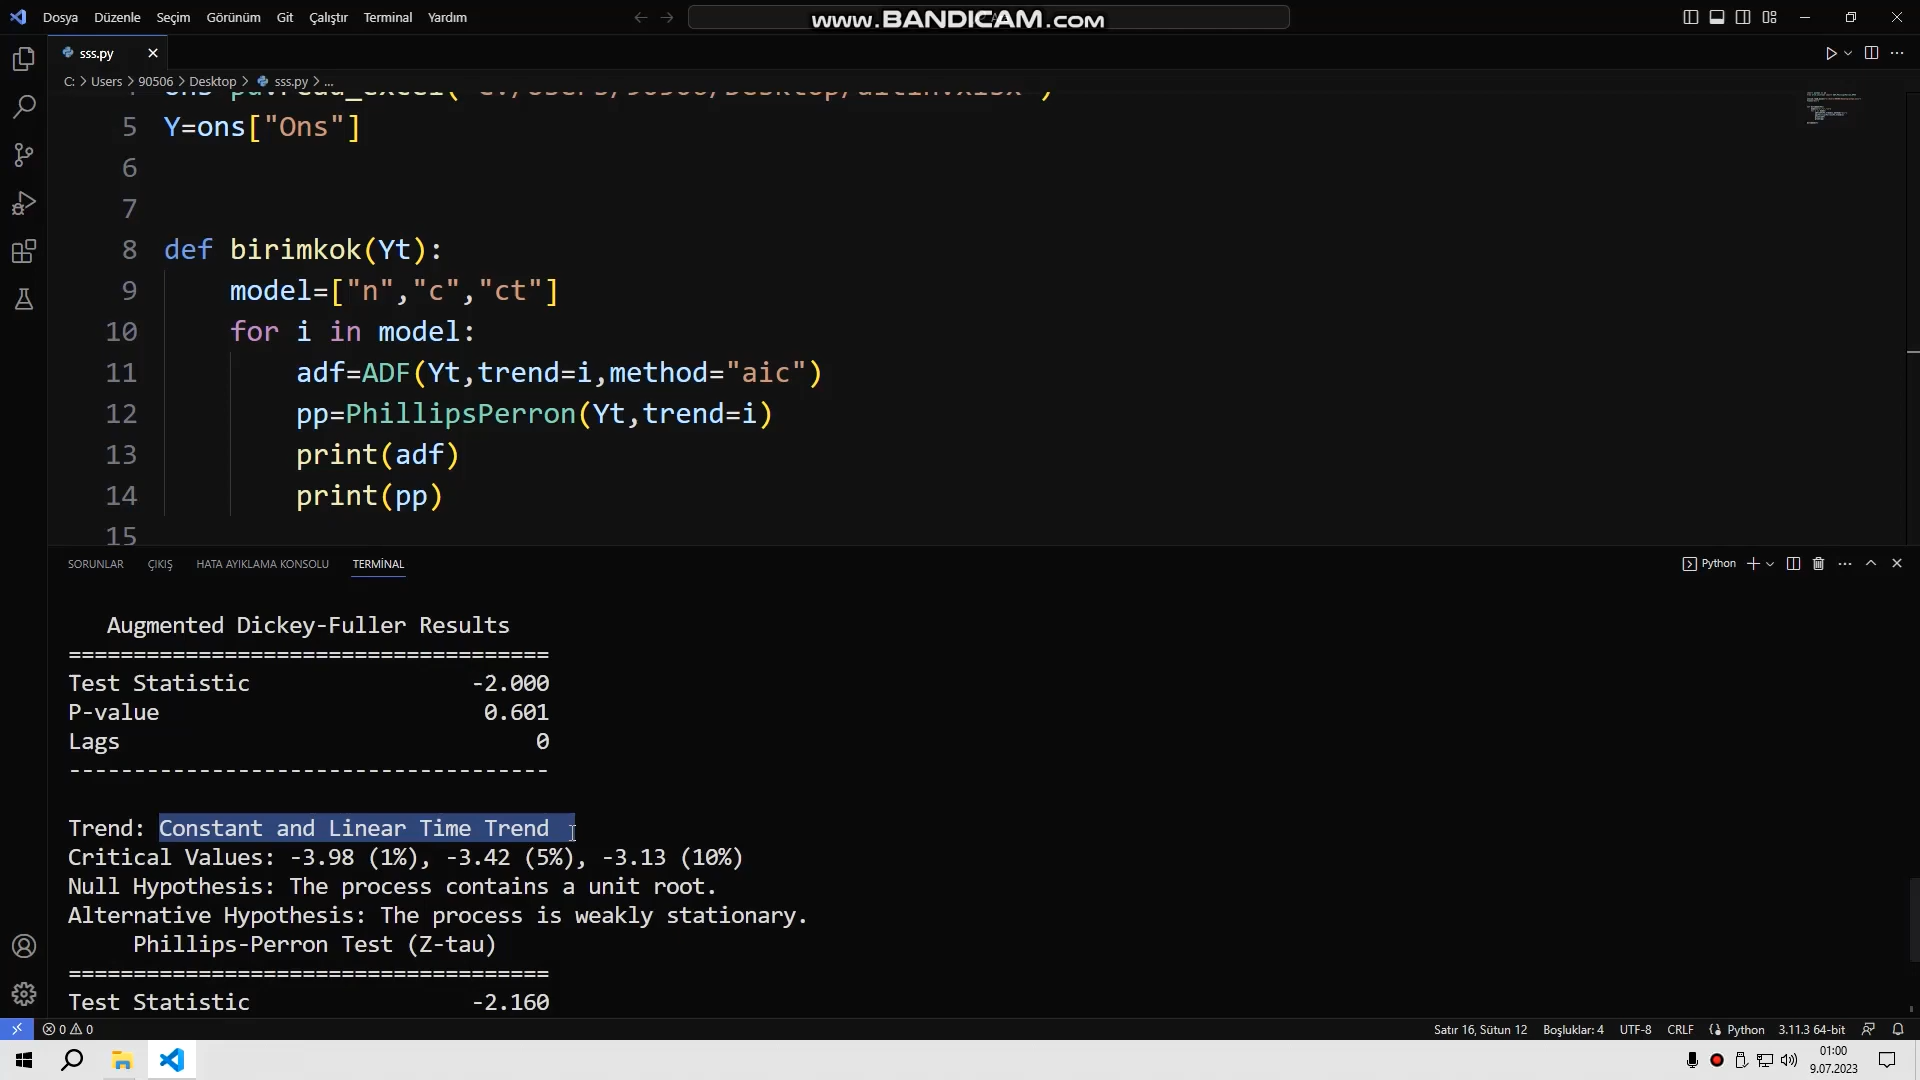 Dosya Düzenle Seçim Görünüm Git Çalıştır Terminal Yardım
www.BANDICAM.com
sss.py
C: > Users > 90506 > Desktop > sss.py > ...
5 Y=ons["Ons"]
6
7
8 def birimkok(Yt):
9 model=["n","c","ct"]
10 for i in model:
11 adf=ADF(Yt,trend=i,method="aic")
12 pp=PhillipsPerron(Yt,trend=i)
13 print(adf)
14 print(pp)
15
SORUNLAR ÇIKIŞ HATA AYIKLAMA KONSOLU TERMİNAL
Python
Augmented Dickey-Fuller Results
=====================================
Test Statistic -2.000
P-value 0.601
Lags 0
-------------------------------------
Trend: Constant and Linear Time Trend
Critical Values: -3.98 (1%), -3.42 (5%), -3.13 (10%)
Null Hypothesis: The process contains a unit root.
Alternative Hypothesis: The process is weakly stationary.
Phillips-Perron Test (Z-tau)
=====================================
Test Statistic -2.160
0 0
Satır 16, Sütun 12 Boşluklar: 4 UTF-8 CRLF Python 3.11.3 64-bit
01:00
9.07.2023